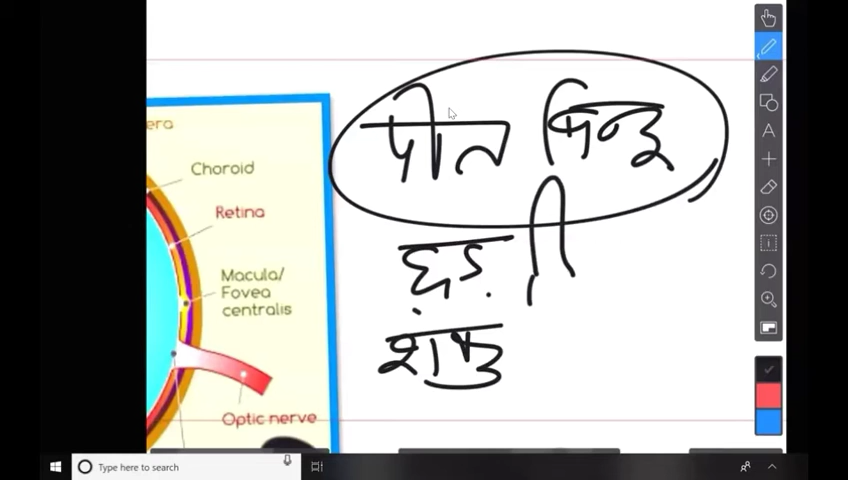 era
Choroid
Retina
Macula/
Fovea
centralis
Optic nerve
पीत बिन्दु
दृढ़
शंकु
Type here to search